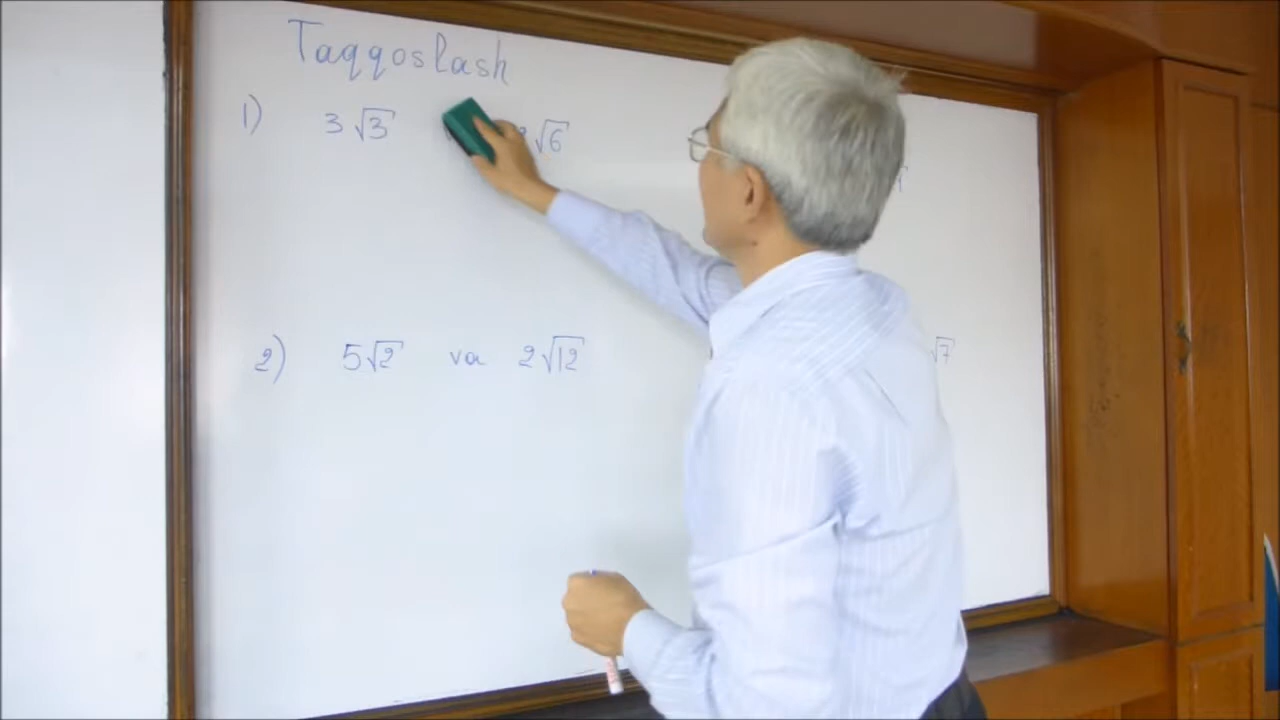 Taqqoslash
1) 3√3 √6
2) 5√2 va 2√12 √7